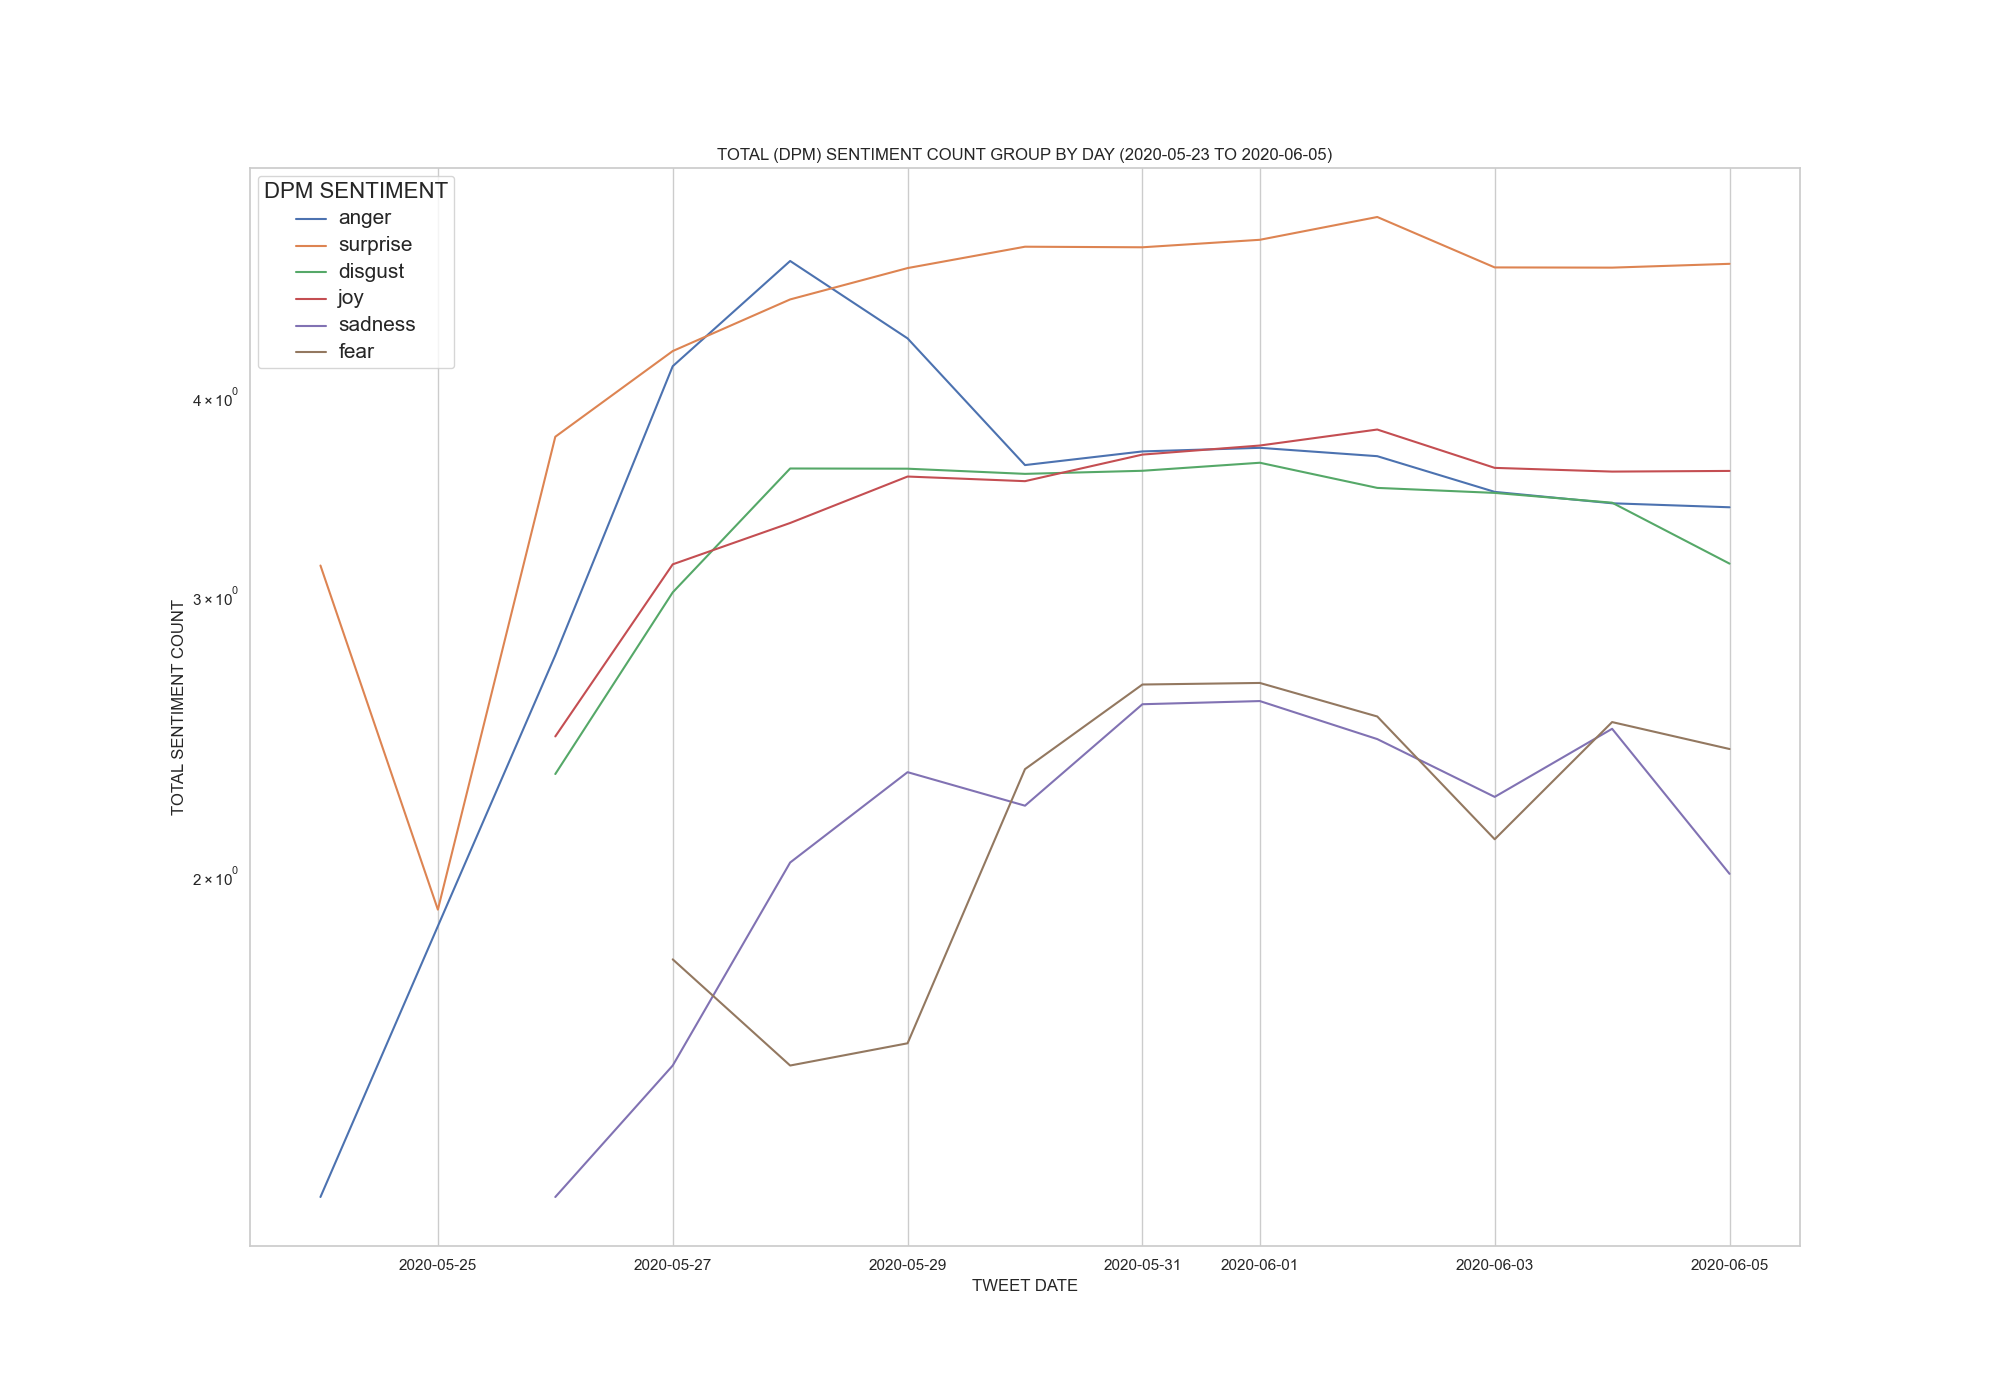 TOTAL (DPM) SENTIMENT COUNT GROUP BY DAY (2020-05-23 TO 2020-06-05)
DPM SENTIMENT
anger
surprise
disgust
joy
sadness
fear
4 × 10⁰
3 × 10⁰
2 × 10⁰
TOTAL SENTIMENT COUNT
2020-05-25 2020-05-27 2020-05-29 2020-05-31 2020-06-01 2020-06-03 2020-06-05
TWEET DATE